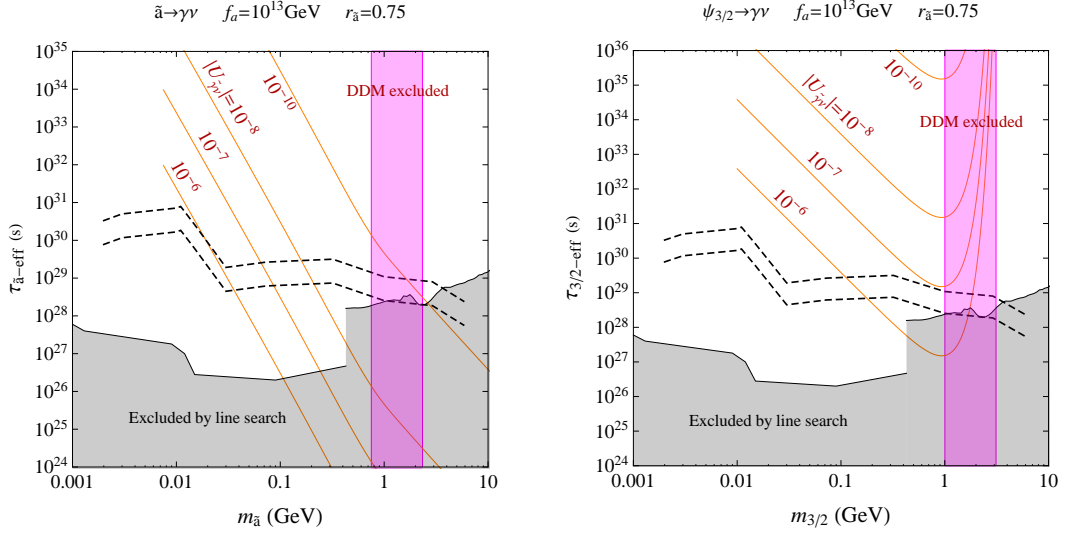 ã→γν f_a=10^13GeV r_ã=0.75
10^35
10^34
10^33
10^32
10^31
10^30
10^29
10^28
10^27
10^26
10^25
10^24
τ_ã−eff (s)
|U_γ̃ν|=10^−8
10^−10
10^−7
10^−6
DDM excluded
Excluded by line search
0.001 0.01 0.1 1 10
m_ã (GeV)
ψ_3/2→γν f_a=10^13GeV r_ã=0.75
10^36
10^35
10^34
10^33
10^32
10^31
10^30
10^29
10^28
10^27
10^26
10^25
10^24
τ_3/2−eff (s)
10^−10
|U_γ̃ν|=10^−8
10^−7
10^−6
DDM excluded
Excluded by line search
0.001 0.01 0.1 1 10
m_3/2 (GeV)